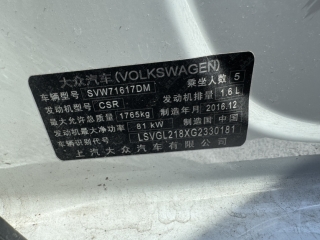 大众汽车(VOLKSWAGEN) 乘坐人数 5
车辆型号 SVW71617DM 发动机排量 1.6L
发动机型号 CSR 制造年月 2016.12
最大允许总质量 1765kg 制造国 中国
发动机最大净功率 81kW
车辆识别代号 LSVGL218XG2330181
上汽大众汽车有限公司